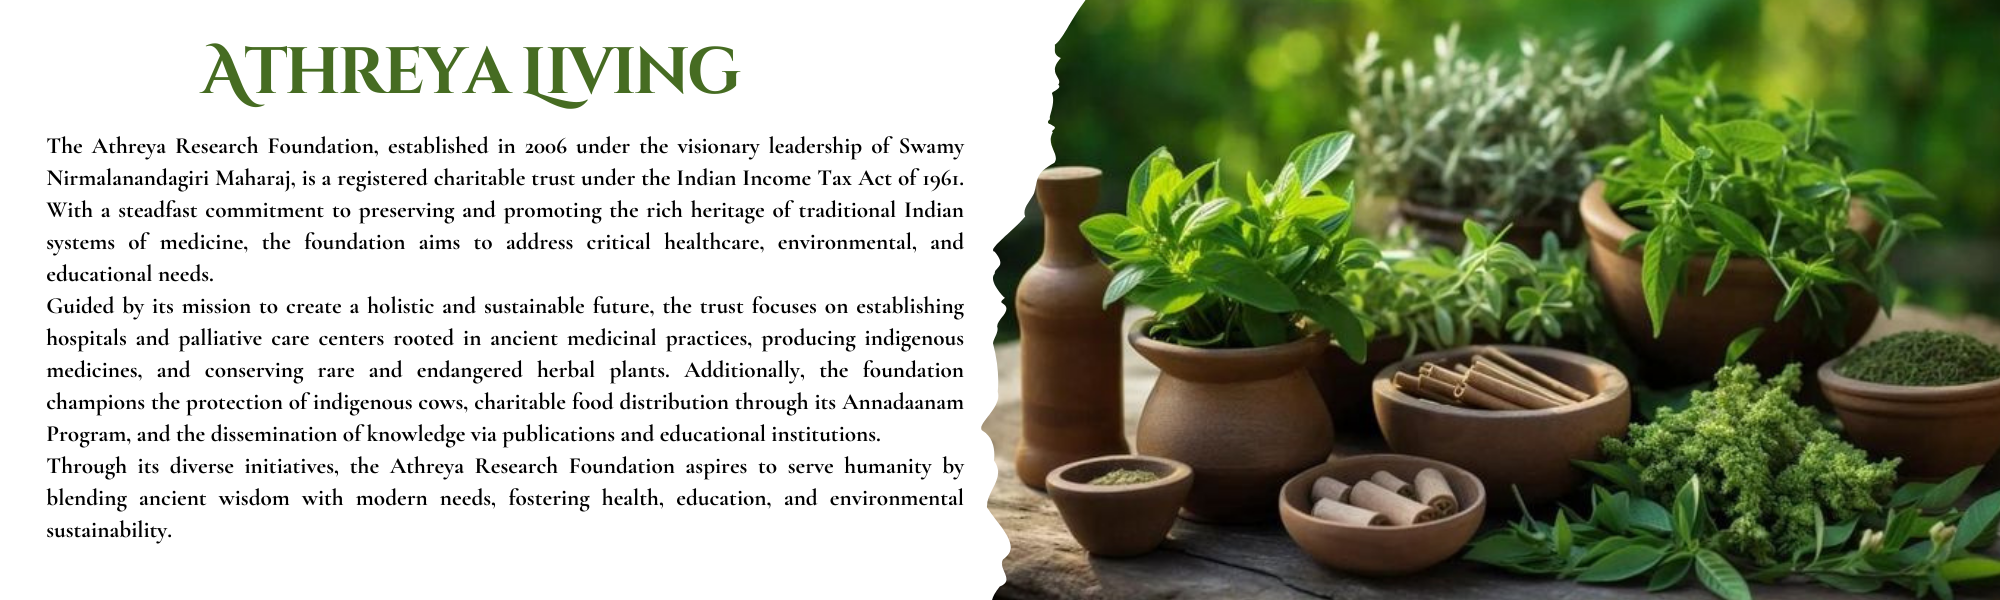 ATHREYA LIVING
The Athreya Research Foundation, established in 2006 under the visionary leadership of Swamy
Nirmalanandagiri Maharaj, is a registered charitable trust under the Indian Income Tax Act of 1961.
With a steadfast commitment to preserving and promoting the rich heritage of traditional Indian
systems of medicine, the foundation aims to address critical healthcare, environmental, and
educational needs.
Guided by its mission to create a holistic and sustainable future, the trust focuses on establishing
hospitals and palliative care centers rooted in ancient medicinal practices, producing indigenous
medicines, and conserving rare and endangered herbal plants. Additionally, the foundation
champions the protection of indigenous cows, charitable food distribution through its Annadaanam
Program, and the dissemination of knowledge via publications and educational institutions.
Through its diverse initiatives, the Athreya Research Foundation aspires to serve humanity by
blending ancient wisdom with modern needs, fostering health, education, and environmental
sustainability.